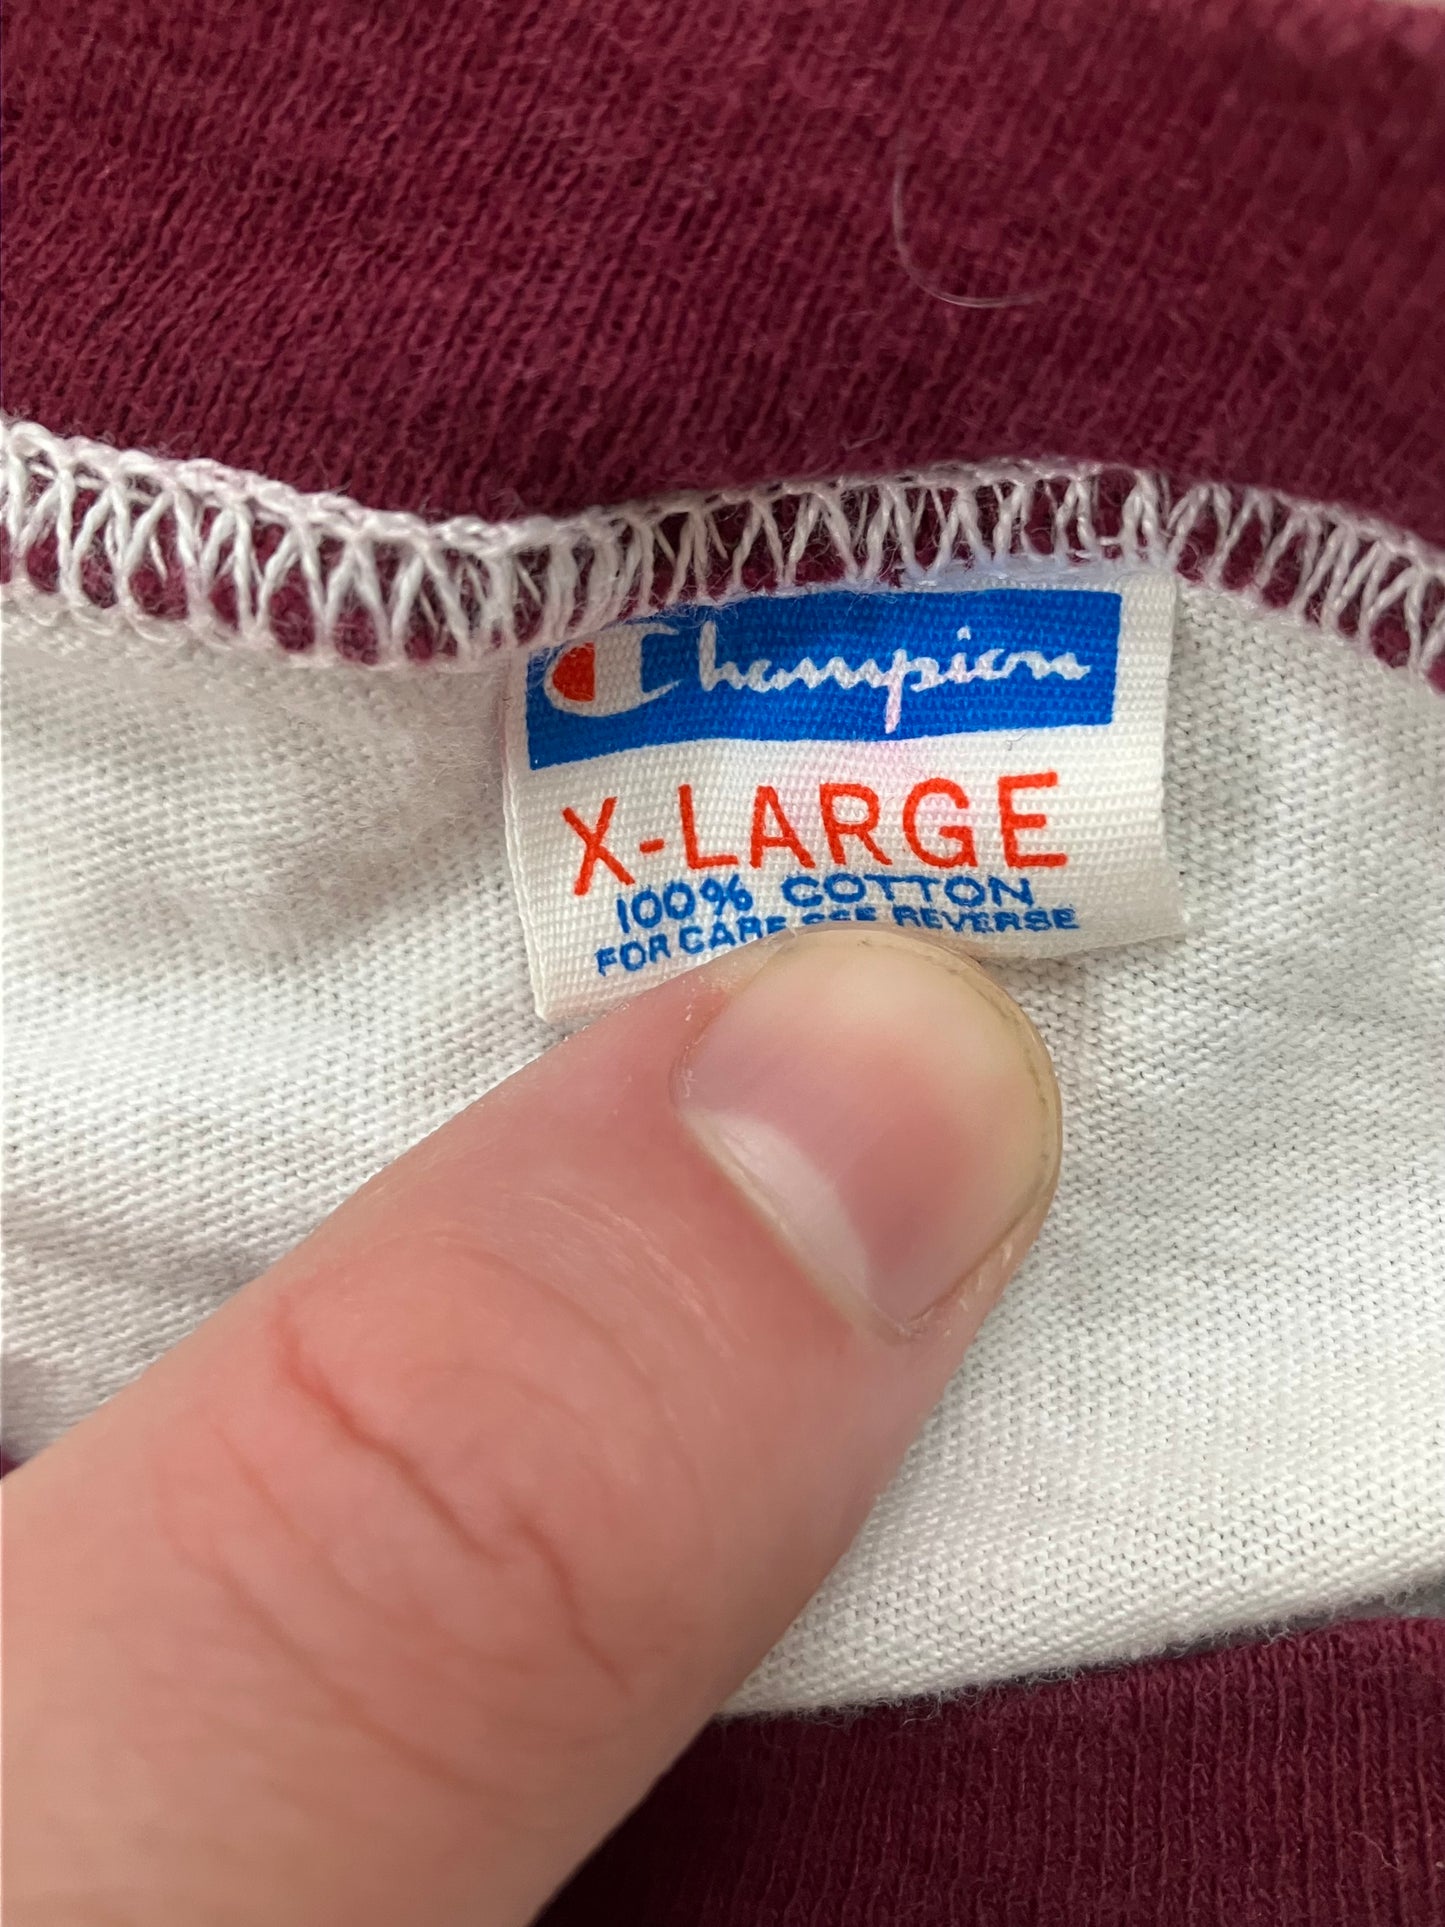 Champion
X-LARGE
100% COTTON
FOR CARE SEE REVERSE